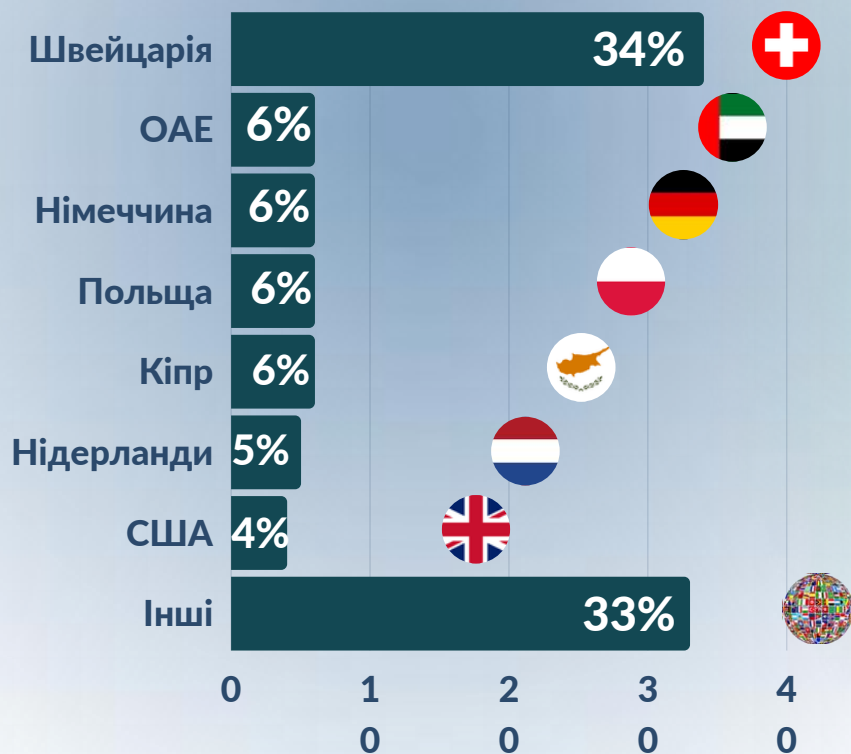 Швейцарія 34%
ОАЕ 6%
Німеччина 6%
Польща 6%
Кіпр 6%
Нідерланди 5%
США 4%
Інші 33%
0 1 2 3 4
0 0 0 0